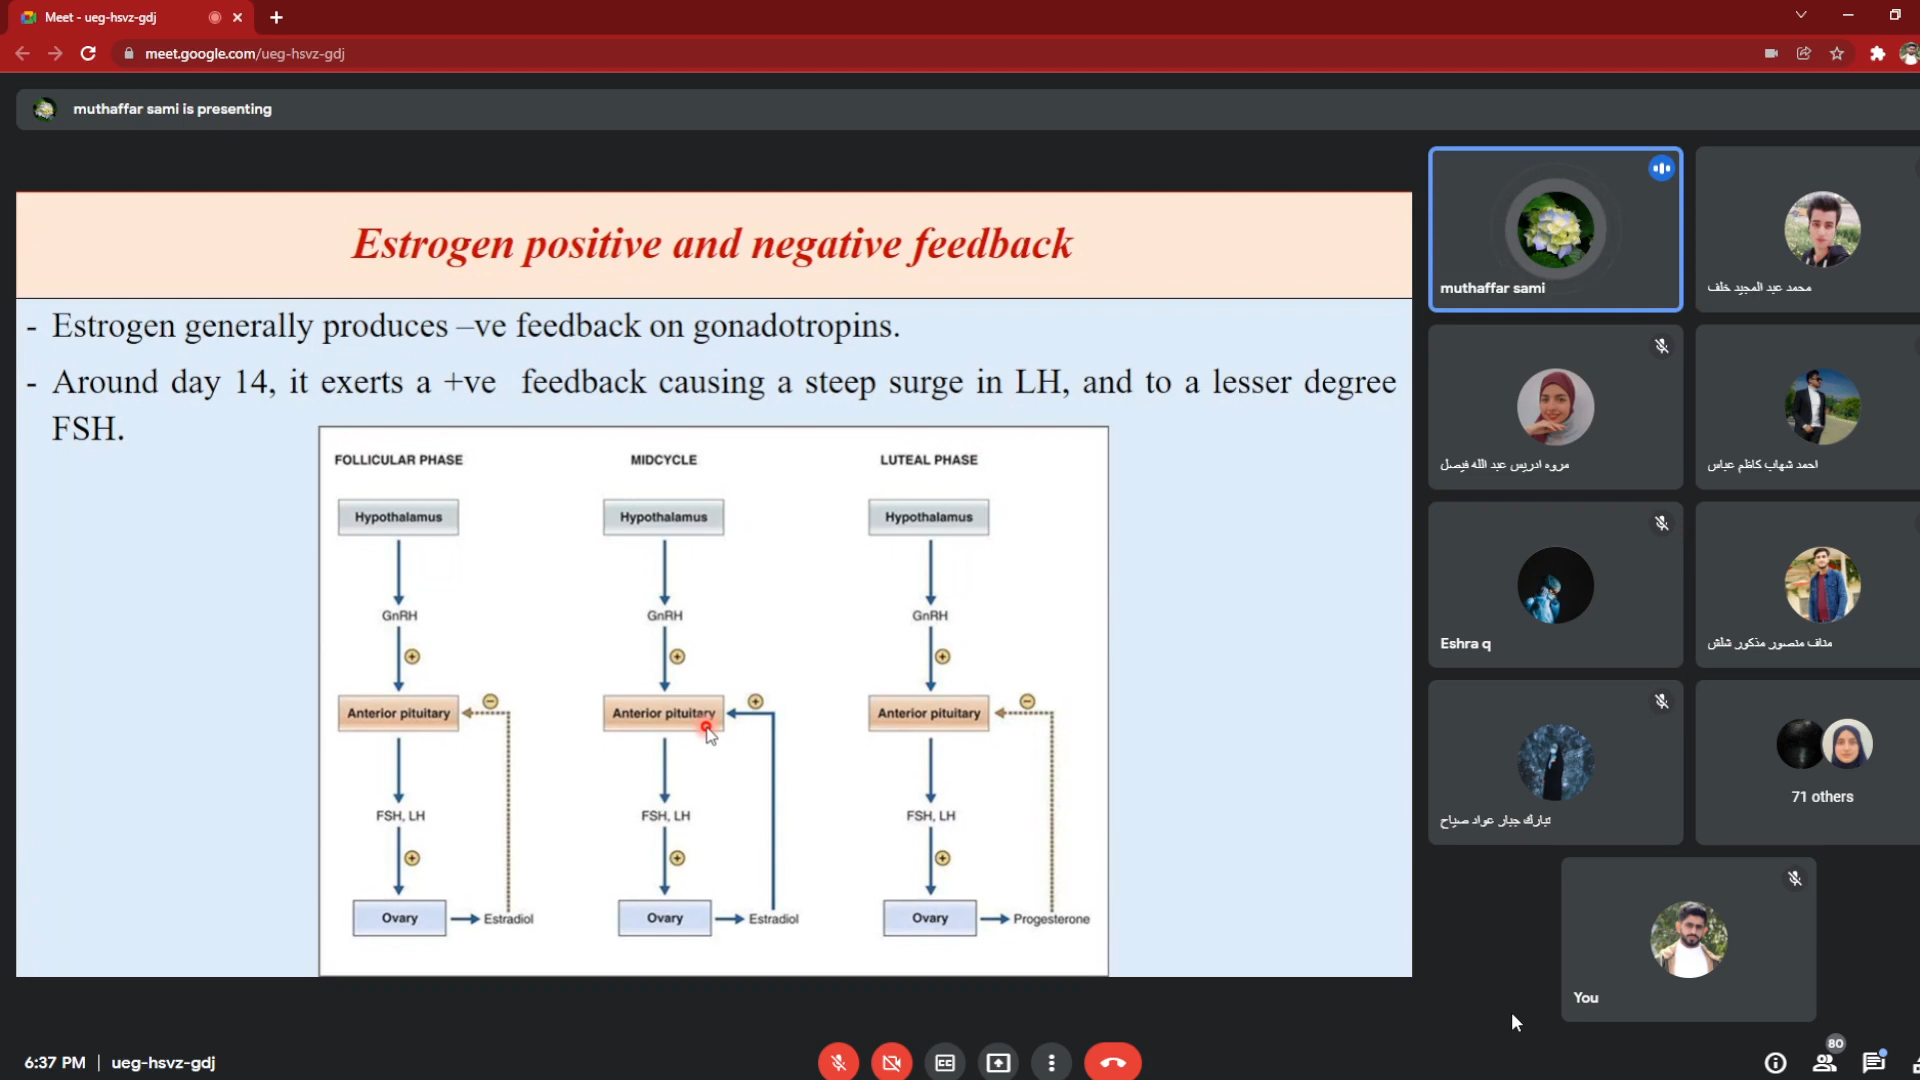 Meet - ueg-hsvz-gdj
meet.google.com/ueg-hsvz-gdj
muthaffar sami is presenting
Estrogen positive and negative feedback
- Estrogen generally produces –ve feedback on gonadotropins.
- Around day 14, it exerts a +ve feedback causing a steep surge in LH, and to a lesser degree
FSH.
FOLLICULAR PHASE
Hypothalamus
GnRH
+
Anterior pituitary
−
FSH, LH
+
Ovary
Estradiol
MIDCYCLE
Hypothalamus
GnRH
+
Anterior pituitary
+
FSH, LH
+
Ovary
Estradiol
LUTEAL PHASE
Hypothalamus
GnRH
+
Anterior pituitary
−
FSH, LH
+
Ovary
Progesterone
muthaffar sami
محمد عبد المجيد خلف
مروه ادريس عبد الله فيصل
احمد شهاب كاظم عباس
Eshra q
مناف منصور مذكور شلش
تبارك جبار عواد صياح
71 others
You
6:37 PM | ueg-hsvz-gdj
CC
80